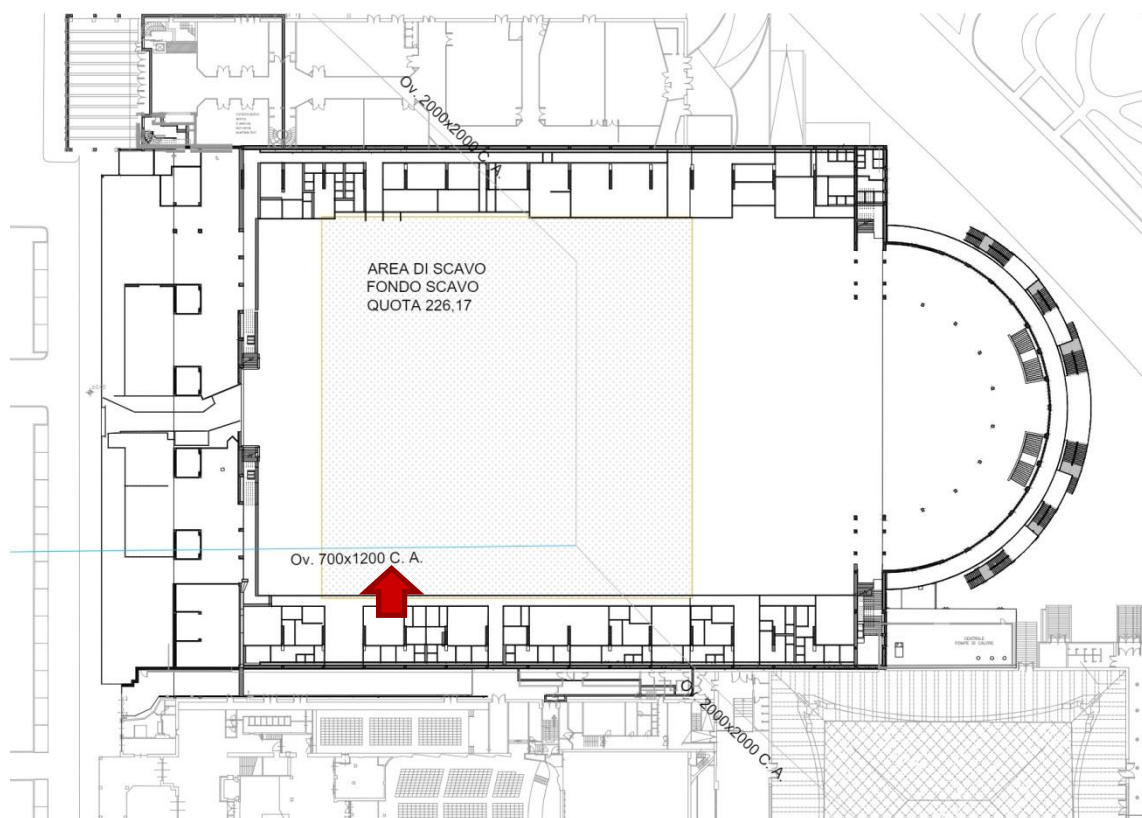 Ov. 2000x2000 C. A.
AREA DI SCAVO
FONDO SCAVO
QUOTA 226,17
Ov. 700x1200 C. A.
CENTRALE
POMPE DI CALORE
Ov. 2000x2000 C. A.